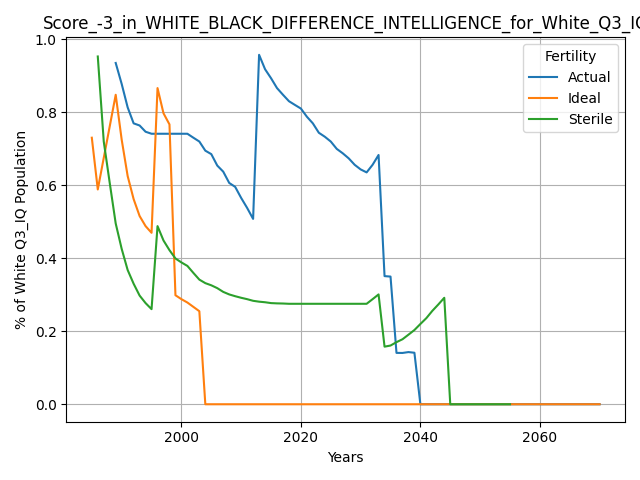 Score_-3_in_WHITE_BLACK_DIFFERENCE_INTELLIGENCE_for_White_Q3_IQ
Fertility
Actual
Ideal
Sterile
% of White Q3_IQ Population
1.0
0.8
0.6
0.4
0.2
0.0
2000 2020 2040 2060
Years